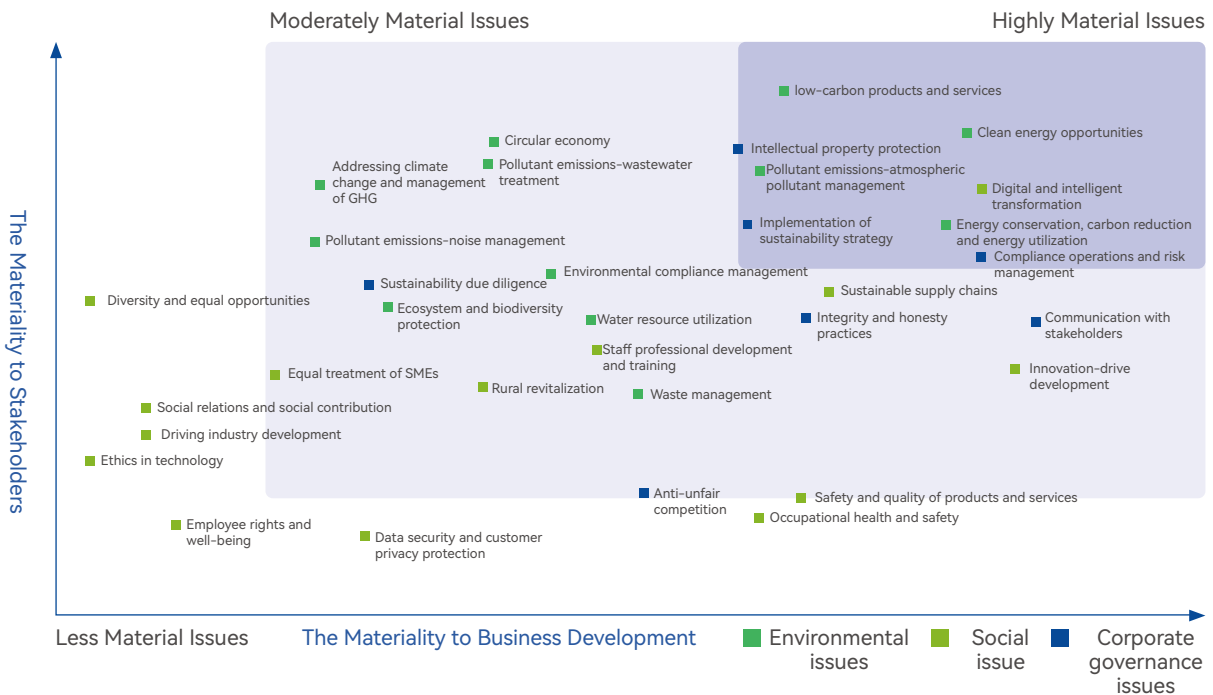 Moderately Material Issues
Highly Material Issues
low-carbon products and services
Clean energy opportunities
Circular economy
Intellectual property protection
Addressing climate
change and management
of GHG
Pollutant emissions-wastewater
treatment
Pollutant emissions-atmospheric
pollutant management
Digital and intelligent
transformation
Implementation of
sustainability strategy
Energy conservation, carbon reduction
and energy utilization
Pollutant emissions-noise management
Compliance operations and risk
management
Environmental compliance management
Sustainability due diligence
Sustainable supply chains
Diversity and equal opportunities
Ecosystem and biodiversity
protection
Water resource utilization
Integrity and honesty
practices
Communication with
stakeholders
Staff professional development
and training
Equal treatment of SMEs
Rural revitalization
Waste management
Innovation-drive
development
Social relations and social contribution
Driving industry development
Ethics in technology
Anti-unfair
competition
Safety and quality of products and services
Occupational health and safety
Employee rights and
well-being
Data security and customer
privacy protection
The Materiality to Stakeholders
Less Material Issues
The Materiality to Business Development
Environmental
issues
Social
issue
Corporate
governance
issues